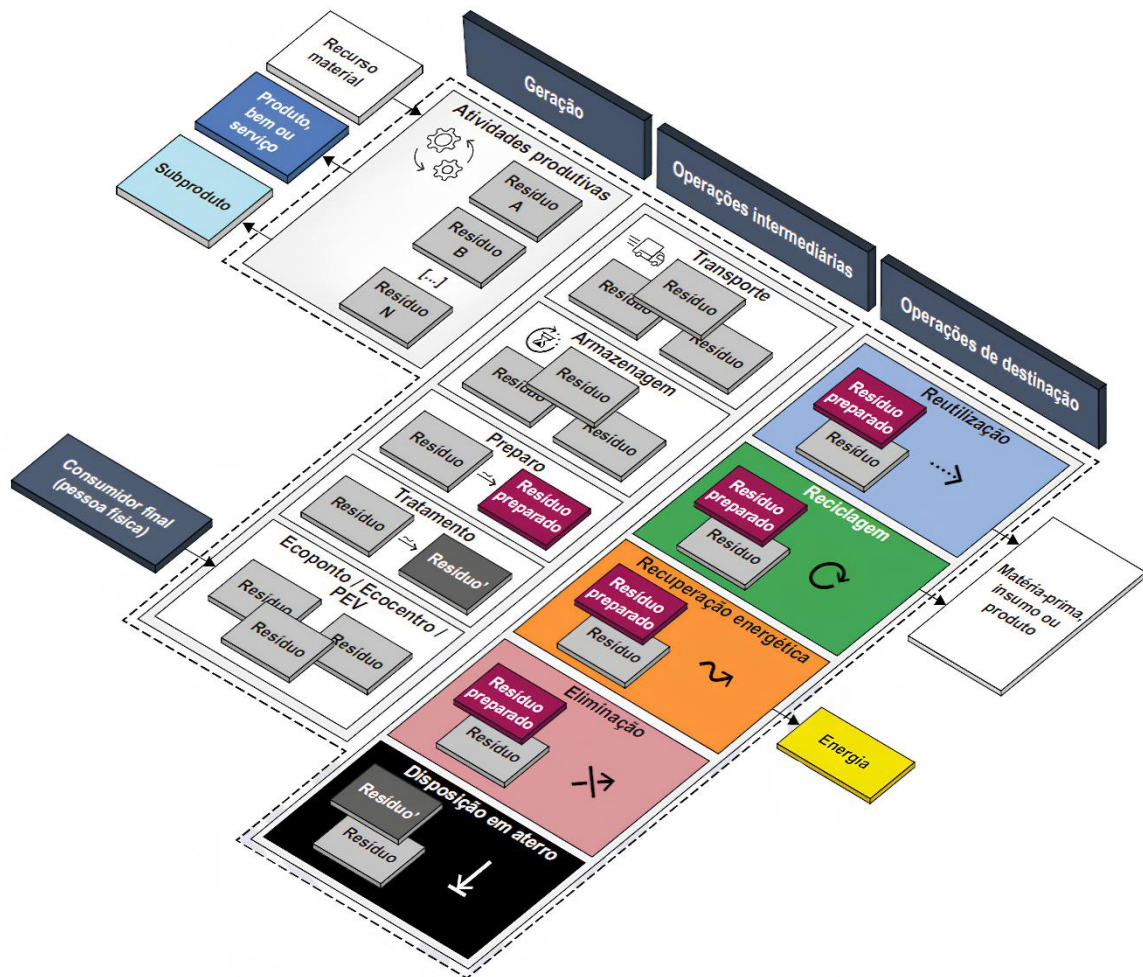 Recurso
material
Produto,
bem ou
serviço
Subproduto
Geração
Atividades produtivas
Resíduo
A
Resíduo
B
[...]
Resíduo
N
Operações intermediárias
Transporte
Resíduo
Resíduo
Resíduo
Armazenagem
Resíduo
Resíduo
Resíduo
Preparo
Resíduo
Resíduo
preparado
Tratamento
Resíduo
Resíduo'
Consumidor final
(pessoa física)
Ecoponto / Ecocentro /
PEV
Resíduo
Resíduo
Resíduo
Operações de destinação
Reutilização
Resíduo
preparado
Resíduo
Reciclagem
Resíduo
preparado
Resíduo
Matéria-prima,
insumo ou
produto
Recuperação energética
Resíduo
preparado
Resíduo
Energia
Eliminação
Resíduo
preparado
Resíduo
Disposição em aterro
Resíduo'
Resíduo